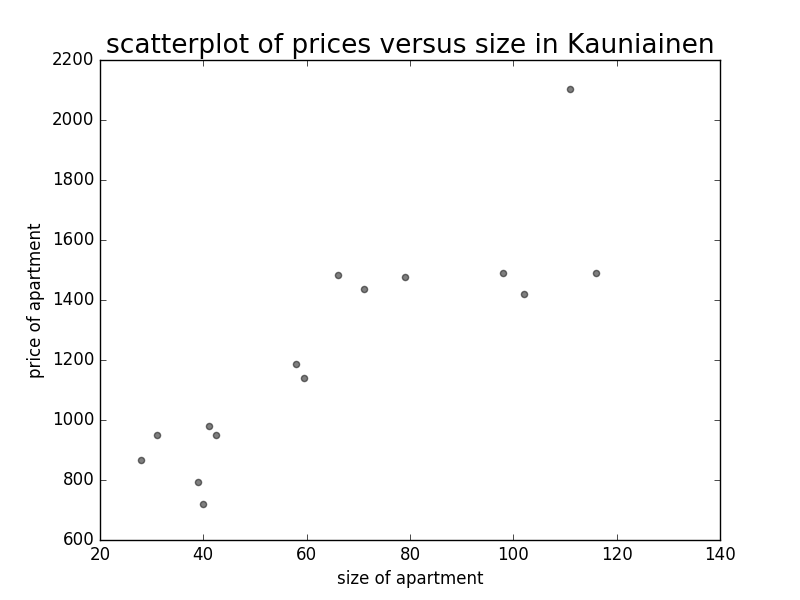 scatterplot of prices versus size in Kauniainen
2200
2000
1800
1600
1400
1200
1000
800
600
price of apartment
20 40 60 80 100 120 140
size of apartment